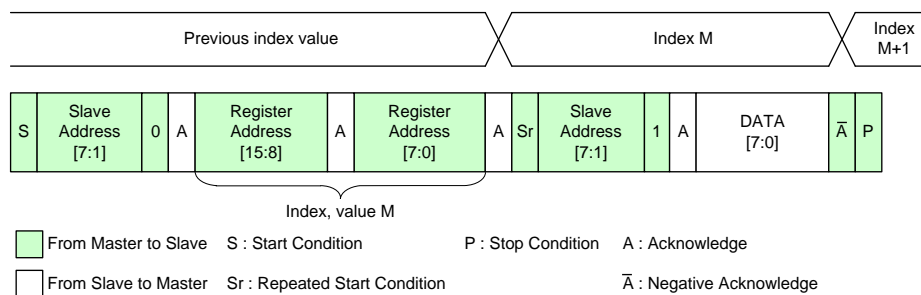 Previous index value
Index M
Index
M+1
S
Slave
Address
[7:1]
0
A
Register
Address
[15:8]
A
Register
Address
[7:0]
A
Sr
Slave
Address
[7:1]
1
A
DATA
[7:0]
A̅
P
Index, value M
From Master to Slave S : Start Condition P : Stop Condition A : Acknowledge
From Slave to Master Sr : Repeated Start Condition A̅ : Negative Acknowledge